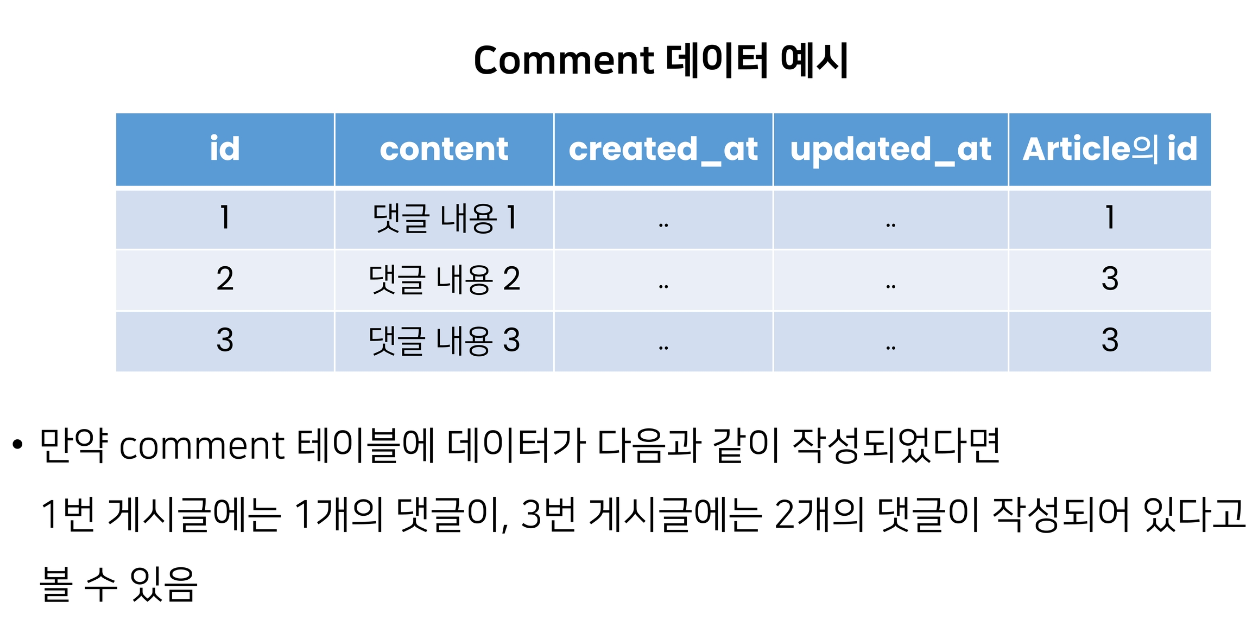 Comment 데이터 예시
id content created_at updated_at Article의 id
1 댓글 내용 1 .. .. 1
2 댓글 내용 2 .. .. 3
3 댓글 내용 3 .. .. 3
• 만약 comment 테이블에 데이터가 다음과 같이 작성되었다면
1번 게시글에는 1개의 댓글이, 3번 게시글에는 2개의 댓글이 작성되어 있다고
볼 수 있음